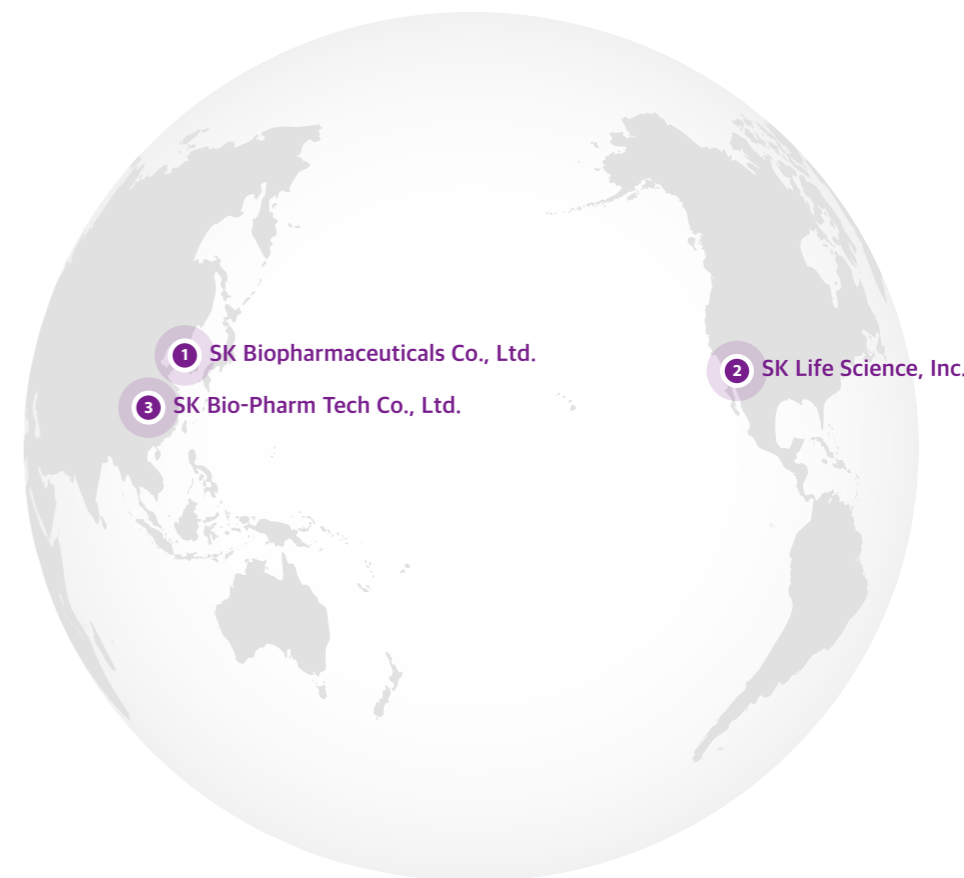 1 SK Biopharmaceuticals Co., Ltd.
2 SK Life Science, Inc.
3 SK Bio-Pharm Tech Co., Ltd.